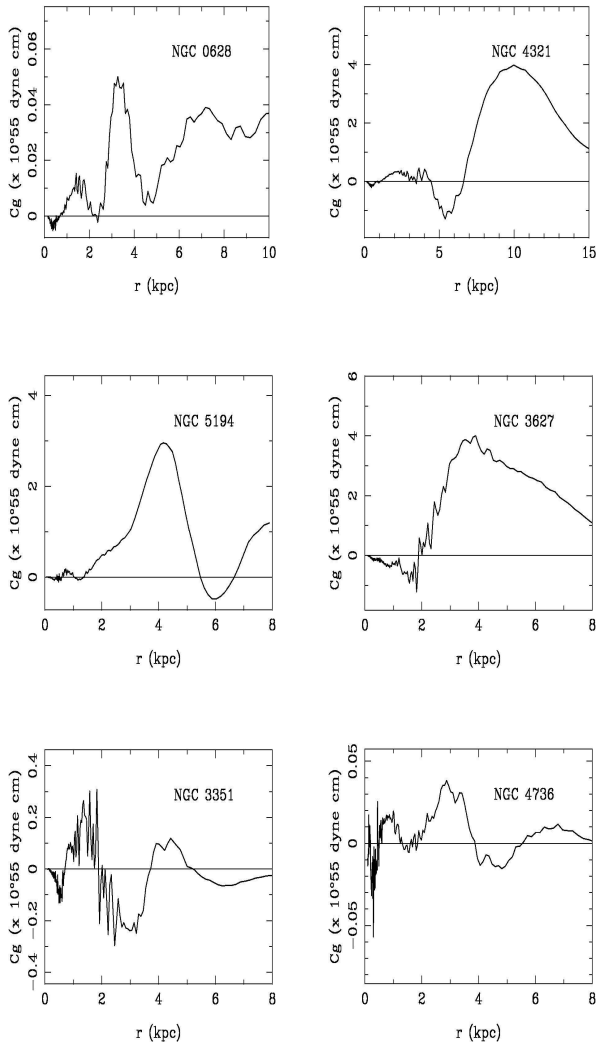 NGC 0628
Cg (x 10°55 dyne cm)
0 0.02 0.04 0.06
0 2 4 6 8 10
r (kpc)
NGC 4321
Cg (x 10°55 dyne cm)
0 2 4
0 5 10 15
r (kpc)
NGC 5194
Cg (x 10°55 dyne cm)
0 2 4
0 2 4 6 8
r (kpc)
NGC 3627
Cg (x 10°55 dyne cm)
0 2 4 6
0 2 4 6 8
r (kpc)
NGC 3351
Cg (x 10°55 dyne cm)
−0.4 −0.2 0 0.2 0.4
0 2 4 6 8
r (kpc)
NGC 4736
Cg (x 10°55 dyne cm)
−0.05 0 0.05
0 2 4 6 8
r (kpc)